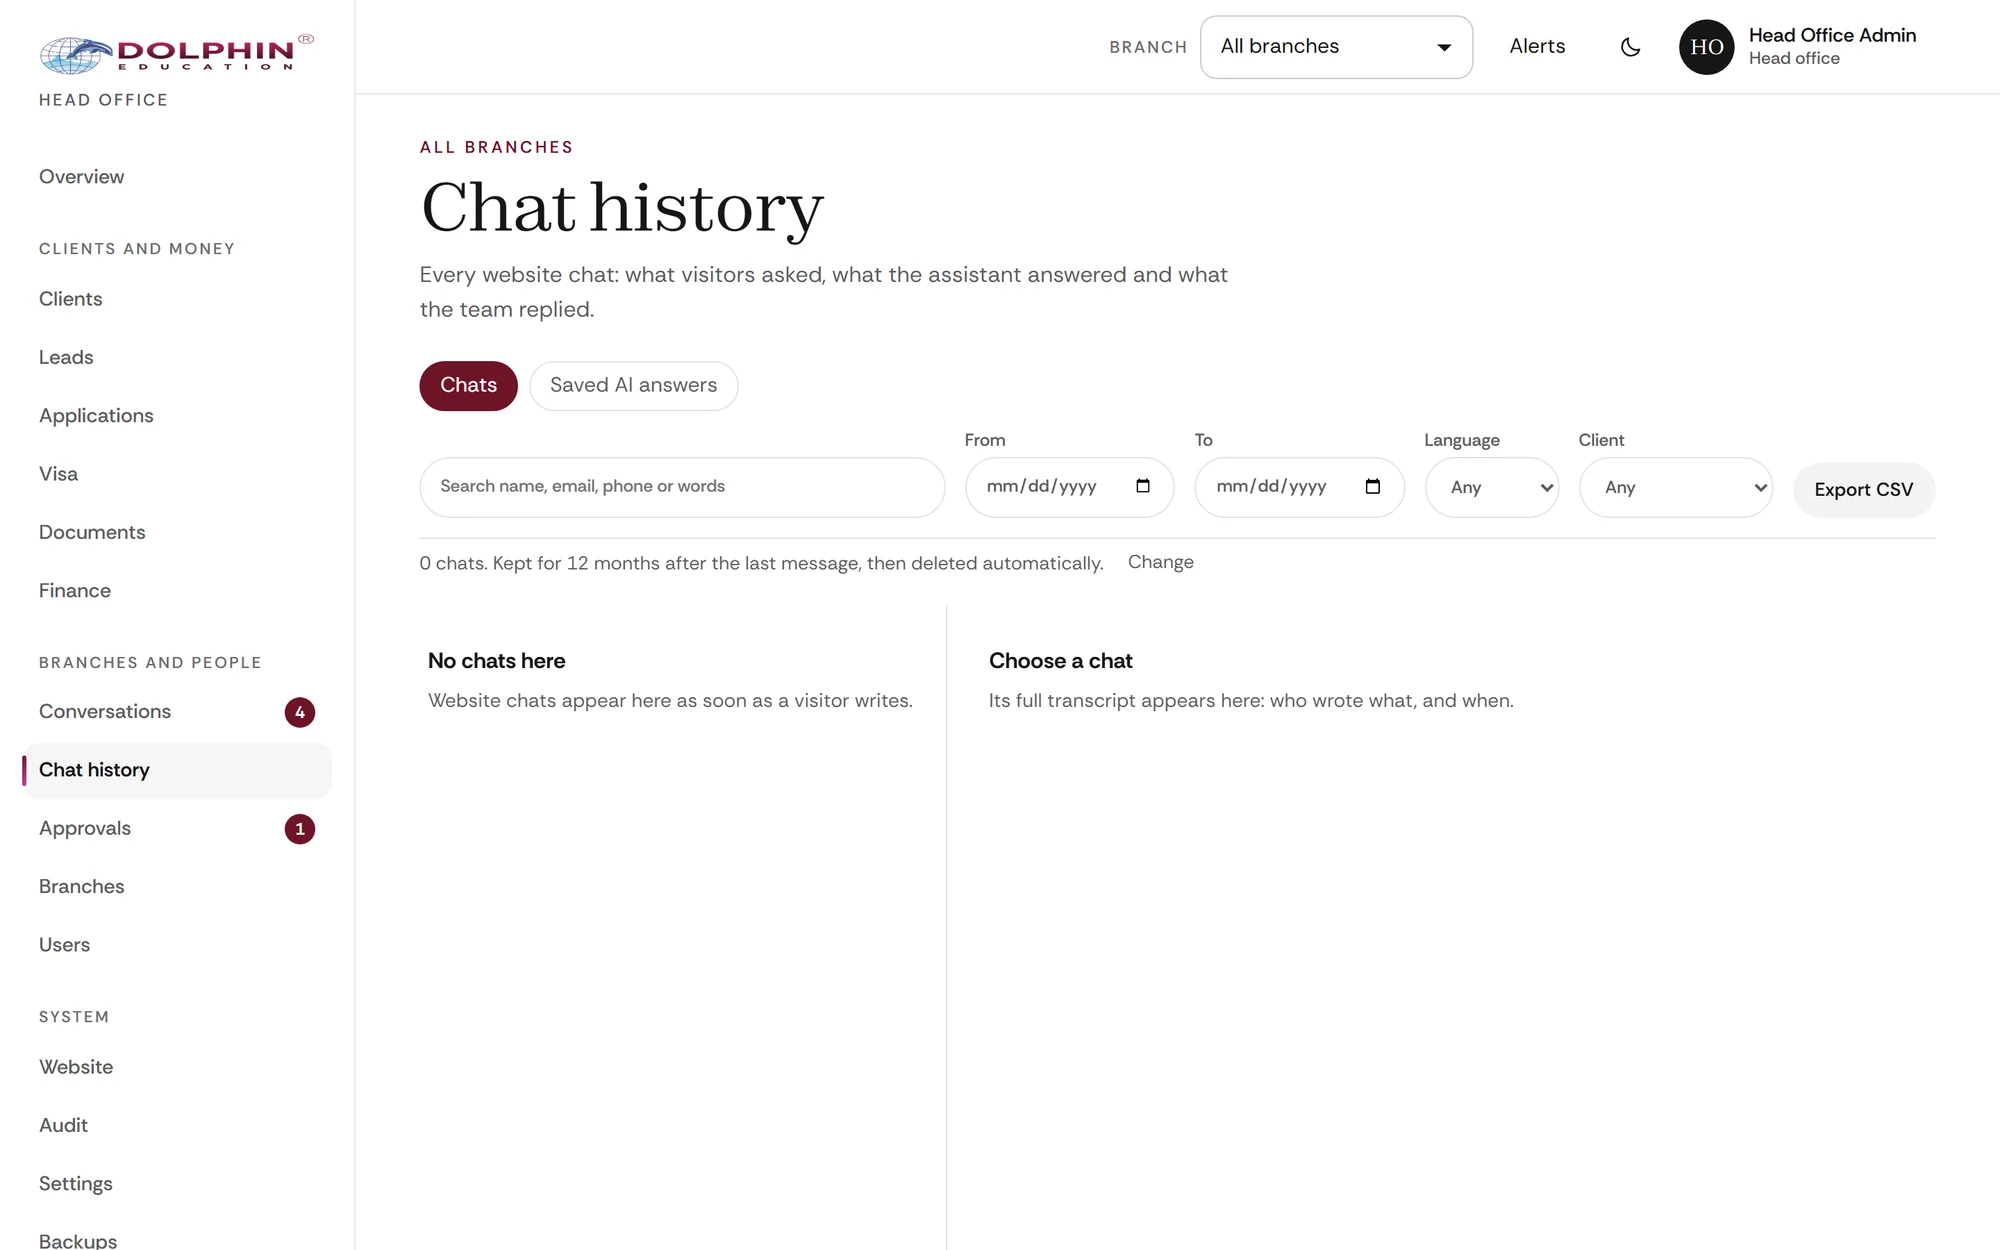 DOLPHIN ®
EDUCATION
HEAD OFFICE
Overview
CLIENTS AND MONEY
Clients
Leads
Applications
Visa
Documents
Finance
BRANCHES AND PEOPLE
Conversations 4
Chat history
Approvals 1
Branches
Users
SYSTEM
Website
Audit
Settings
Backups
BRANCH All branches Alerts HO Head Office Admin
Head office
ALL BRANCHES
Chat history
Every website chat: what visitors asked, what the assistant answered and what
the team replied.
Chats Saved AI answers
From To Language Client
Search name, email, phone or words mm/dd/yyyy mm/dd/yyyy Any Any Export CSV
0 chats. Kept for 12 months after the last message, then deleted automatically. Change
No chats here
Website chats appear here as soon as a visitor writes.
Choose a chat
Its full transcript appears here: who wrote what, and when.